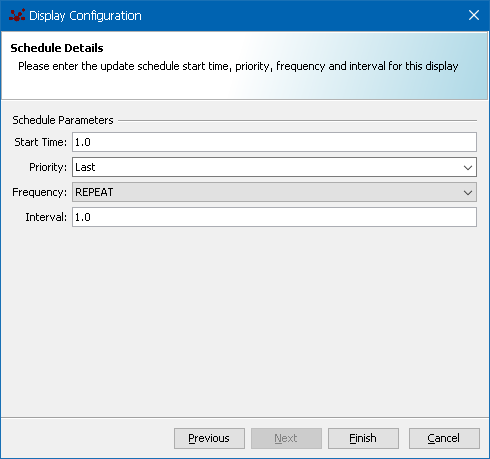 Display Configuration
Schedule Details
Please enter the update schedule start time, priority, frequency and interval for this display
Schedule Parameters
Start Time: 1.0
Priority: Last
Frequency: REPEAT
Interval: 1.0
Previous Next Finish Cancel